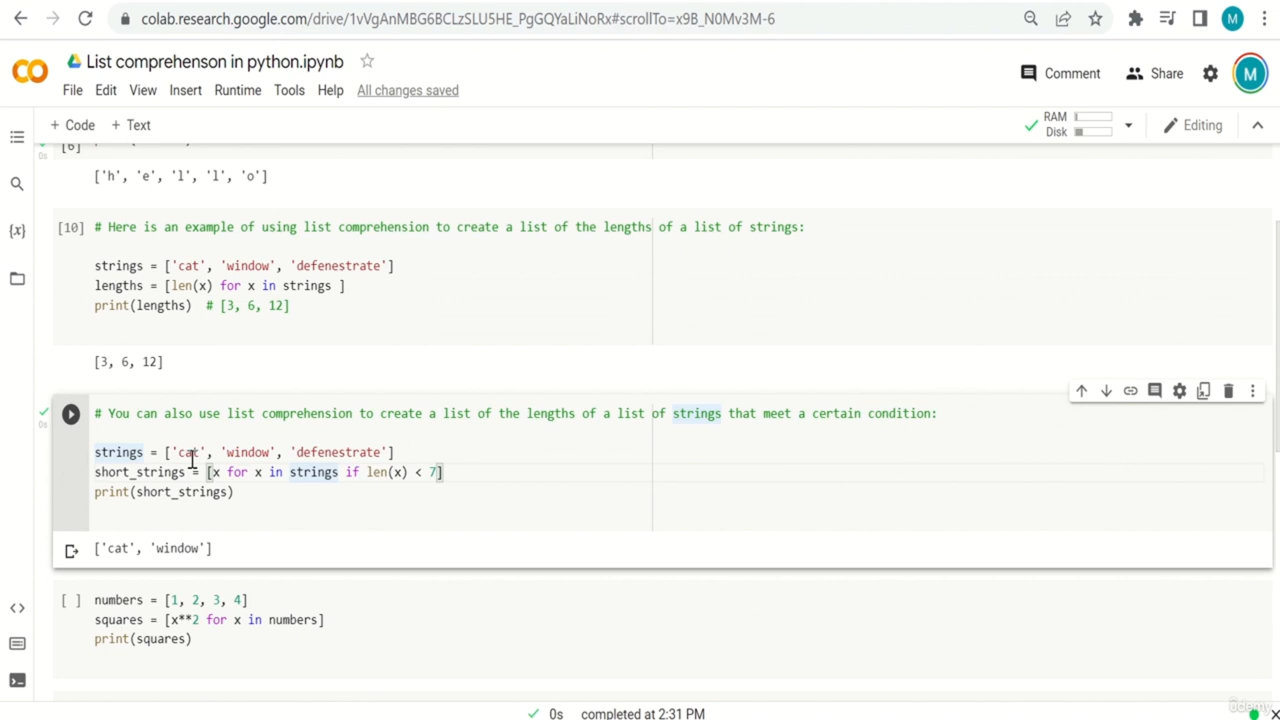 colab.research.google.com/drive/1vVgAnMBG6BCLzSLU5HE_PgGQYaLiNoRx#scrollTo=x9B_N0Mv3M-6
M
CO
List comprehenson in python.ipynb
Comment
Share
M
File Edit View Insert Runtime Tools Help All changes saved
+ Code + Text
RAM
Disk
Editing
[6]
0s
['h', 'e', 'l', 'l', 'o']
[10] # Here is an example of using list comprehension to create a list of the lengths of a list of strings:
strings = ['cat', 'window', 'defenestrate']
lengths = [len(x) for x in strings ]
print(lengths) # [3, 6, 12]
[3, 6, 12]
0s
# You can also use list comprehension to create a list of the lengths of a list of strings that meet a certain condition:
strings = ['cat', 'window', 'defenestrate']
short_strings = [x for x in strings if len(x) < 7]
print(short_strings)
['cat', 'window']
[ ] numbers = [1, 2, 3, 4]
squares = [x**2 for x in numbers]
print(squares)
0s completed at 2:31 PM
ûdemy